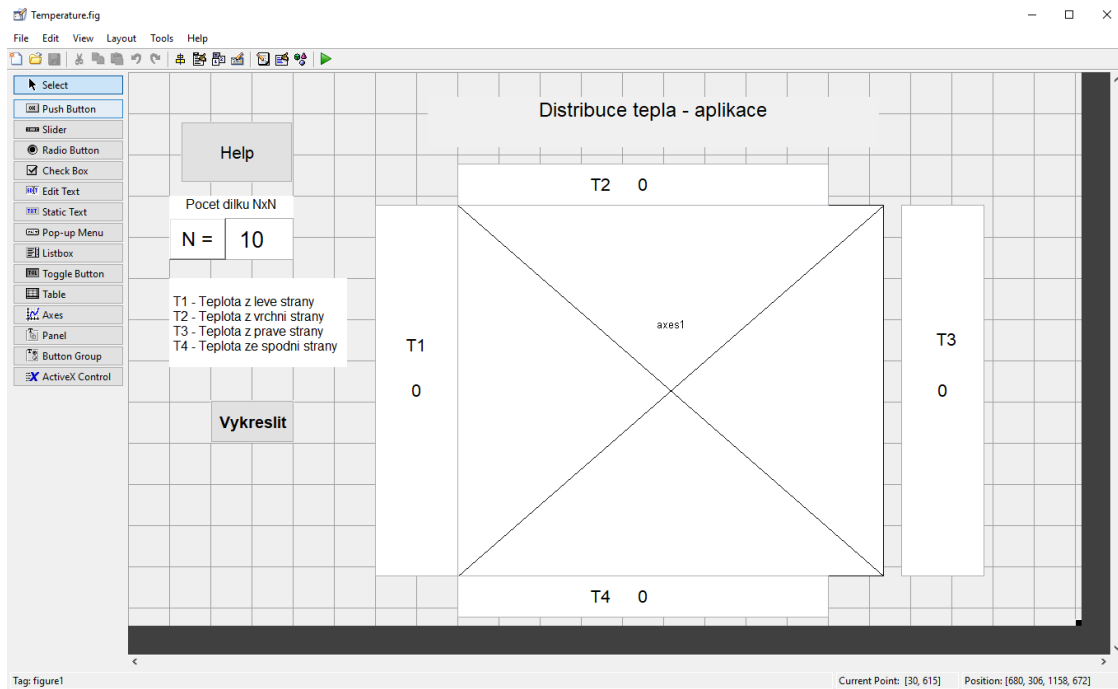 Temperature.fig
File Edit View Layout Tools Help
Select
Push Button
Slider
Radio Button
Check Box
Edit Text
Static Text
Pop-up Menu
Listbox
Toggle Button
Table
Axes
Panel
Button Group
ActiveX Control
Distribuce tepla - aplikace
Help
Pocet dilku NxN
N = 10
T1 - Teplota z leve strany
T2 - Teplota z vrchni strany
T3 - Teplota z prave strany
T4 - Teplota ze spodni strany
Vykreslit
T2 0
T1
0
axes1
T3
0
T4 0
Tag: figure1
Current Point: [30, 615] Position: [680, 306, 1158, 672]